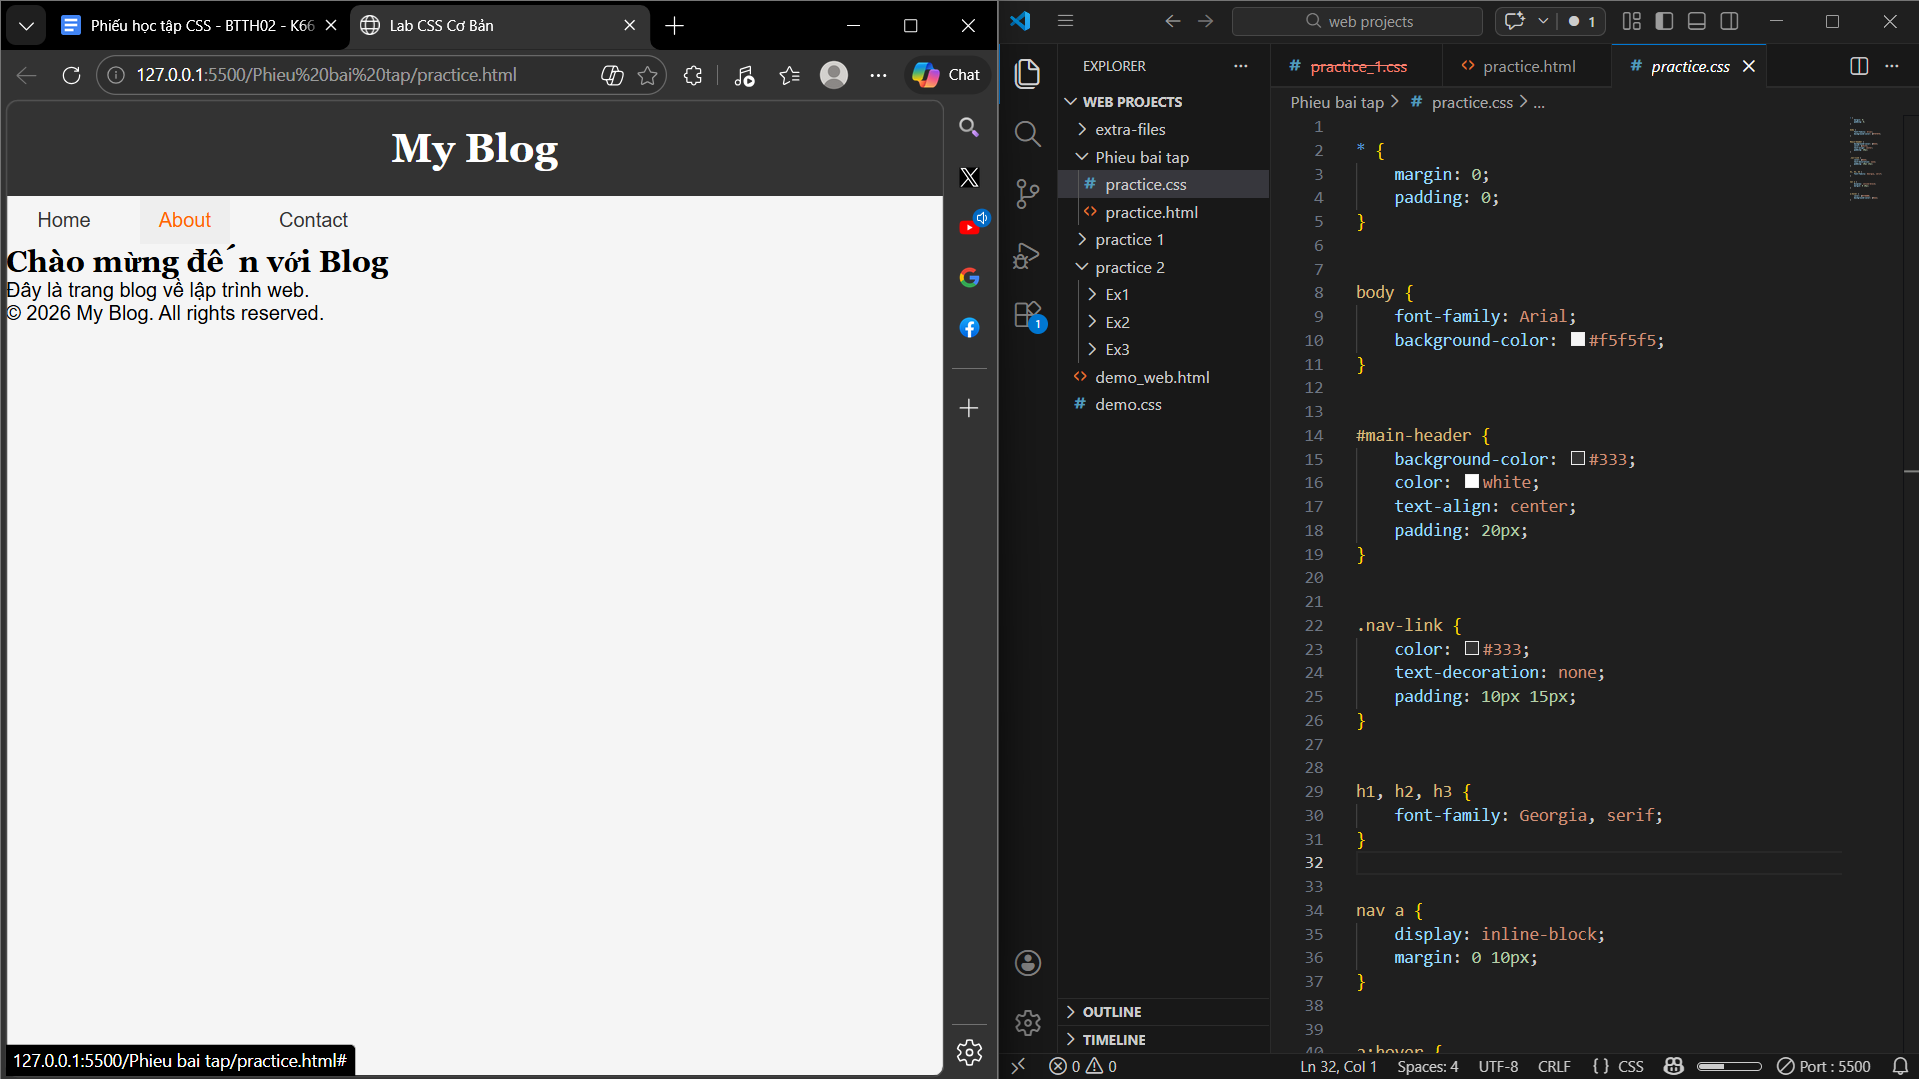 Phiếu học tập CSS - BTTH02 - K66
Lab CSS Cơ Bản
127.0.0.1:5500/Phieu%20bai%20tap/practice.html
Chat
My Blog
Home About Contact
Chào mừng đến với Blog
Đây là trang blog về lập trình web.
© 2026 My Blog. All rights reserved.
127.0.0.1:5500/Phieu bai tap/practice.html#
web projects
1
EXPLORER
WEB PROJECTS
extra-files
Phieu bai tap
# practice.css
<> practice.html
practice 1
practice 2
Ex1
Ex2
Ex3
<> demo_web.html
# demo.css
1
OUTLINE
TIMELINE
# practice_1.css
<> practice.html
# practice.css
Phieu bai tap > # practice.css > ...
1
2 * {
3 margin: 0;
4 padding: 0;
5 }
6
7
8 body {
9 font-family: Arial;
10 background-color: #f5f5f5;
11 }
12
13
14 #main-header {
15 background-color: #333;
16 color: white;
17 text-align: center;
18 padding: 20px;
19 }
20
21
22 .nav-link {
23 color: #333;
24 text-decoration: none;
25 padding: 10px 15px;
26 }
27
28
29 h1, h2, h3 {
30 font-family: Georgia, serif;
31 }
32
33
34 nav a {
35 display: inline-block;
36 margin: 0 10px;
37 }
38
39
40 a:hover {
0 0
Ln 32, Col 1 Spaces: 4 UTF-8 CRLF { } CSS Port : 5500